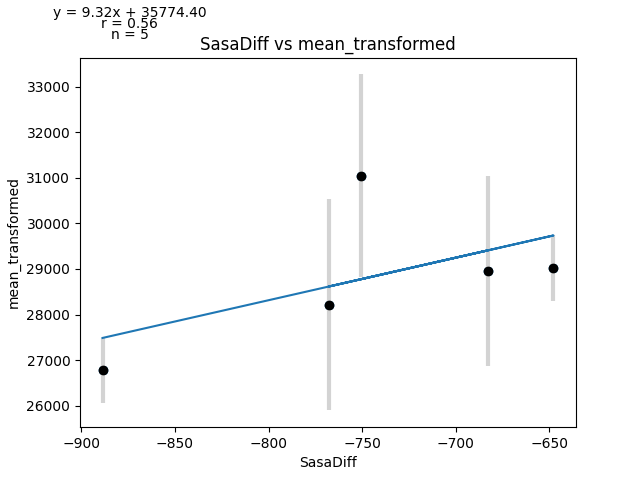 y = 9.32x + 35774.40
r = 0.56
n = 5
SasaDiff vs mean_transformed
33000
32000
31000
30000
29000
28000
27000
26000
mean_transformed
−900
−850
−800
−750
−700
−650
SasaDiff